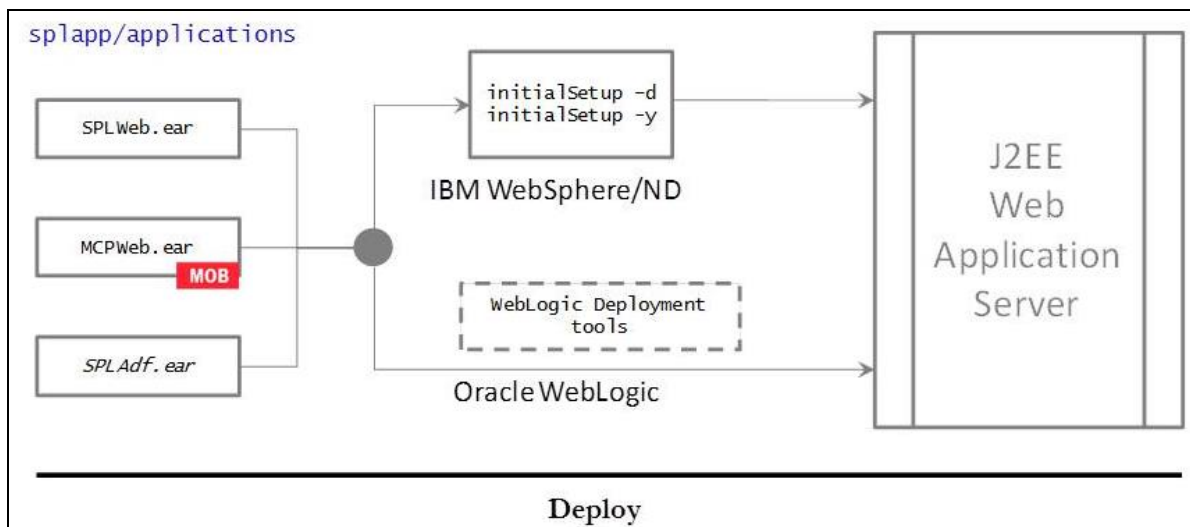 splapp/applications
SPLWeb.ear
MCPWeb.ear
MOB
SPLAdf.ear
initialSetup -d
initialSetup -y
IBM WebSphere/ND
WebLogic Deployment
tools
Oracle WebLogic
J2EE
Web
Application
Server
Deploy